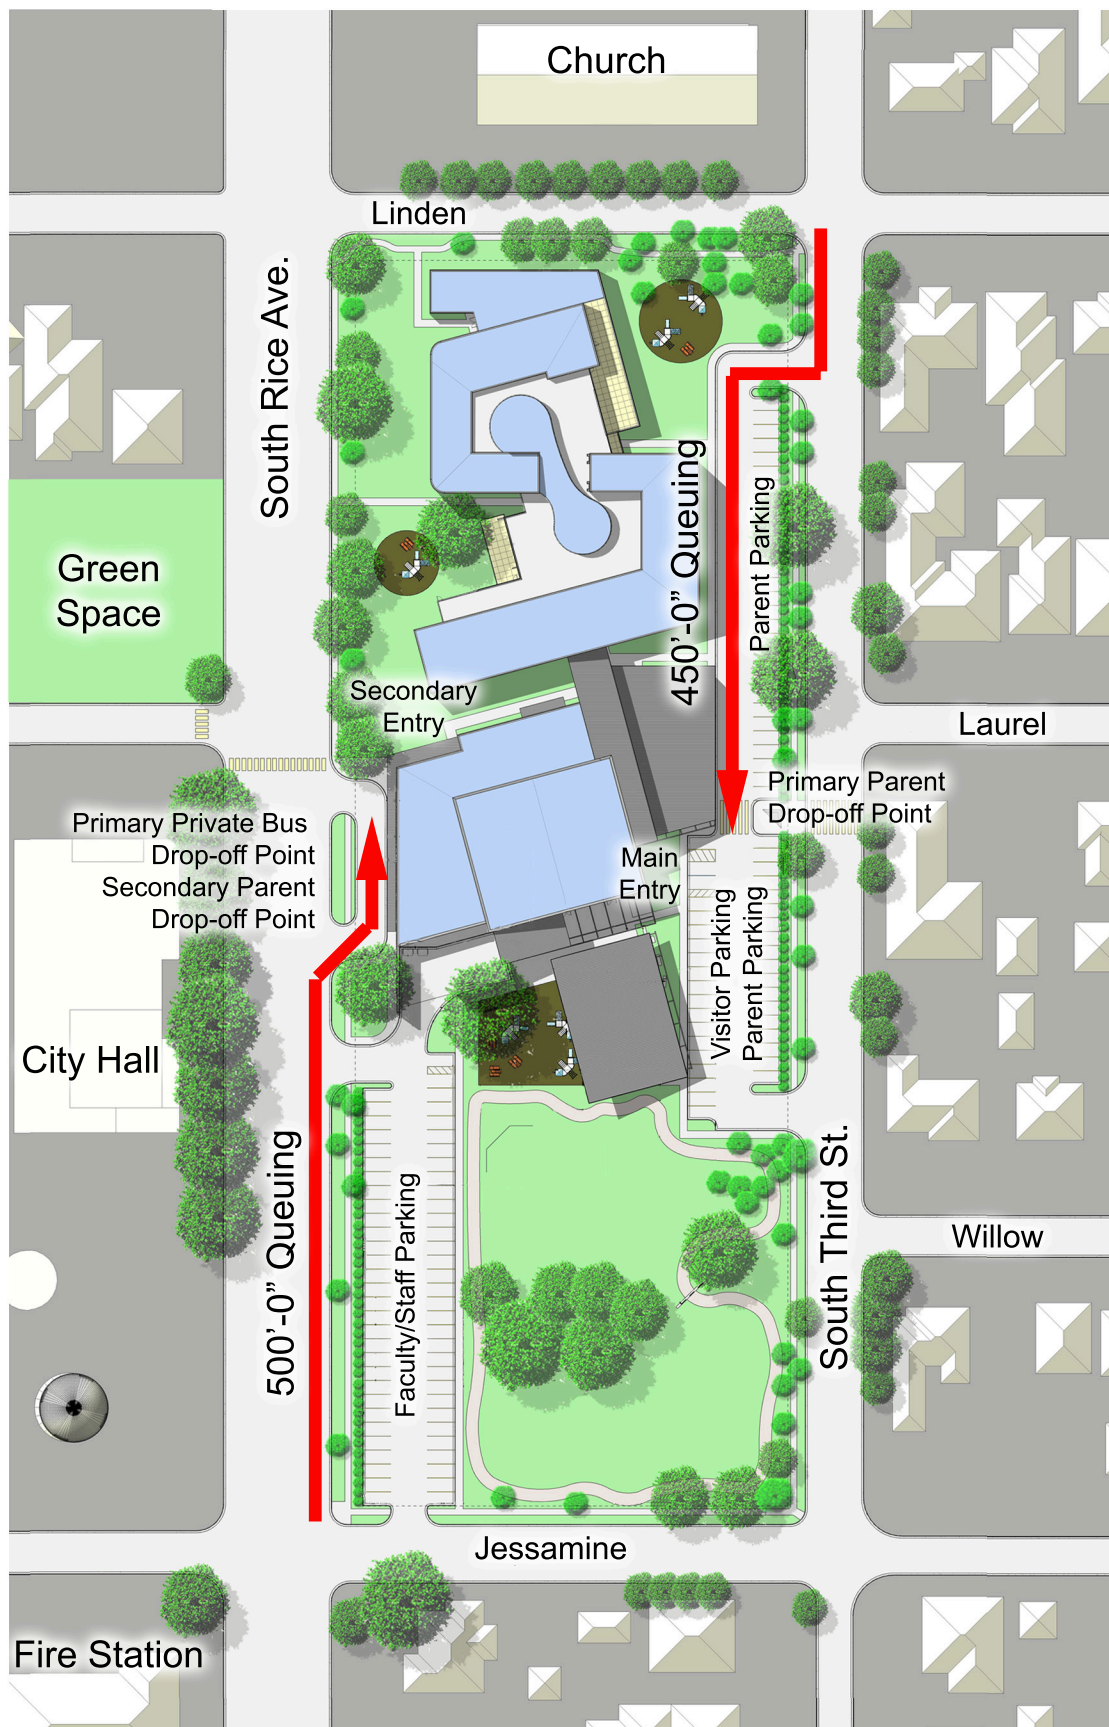 Church
Linden
South Rice Ave.
Green
Space
450’-0” Queuing
Parent Parking
Secondary
Entry
Laurel
Primary Parent
Drop-off Point
Primary Private Bus
Drop-off Point
Secondary Parent
Drop-off Point
Main
Entry
Visitor Parking
Parent Parking
City Hall
500’-0” Queuing
Faculty/Staff Parking
South Third St.
Willow
Jessamine
Fire Station